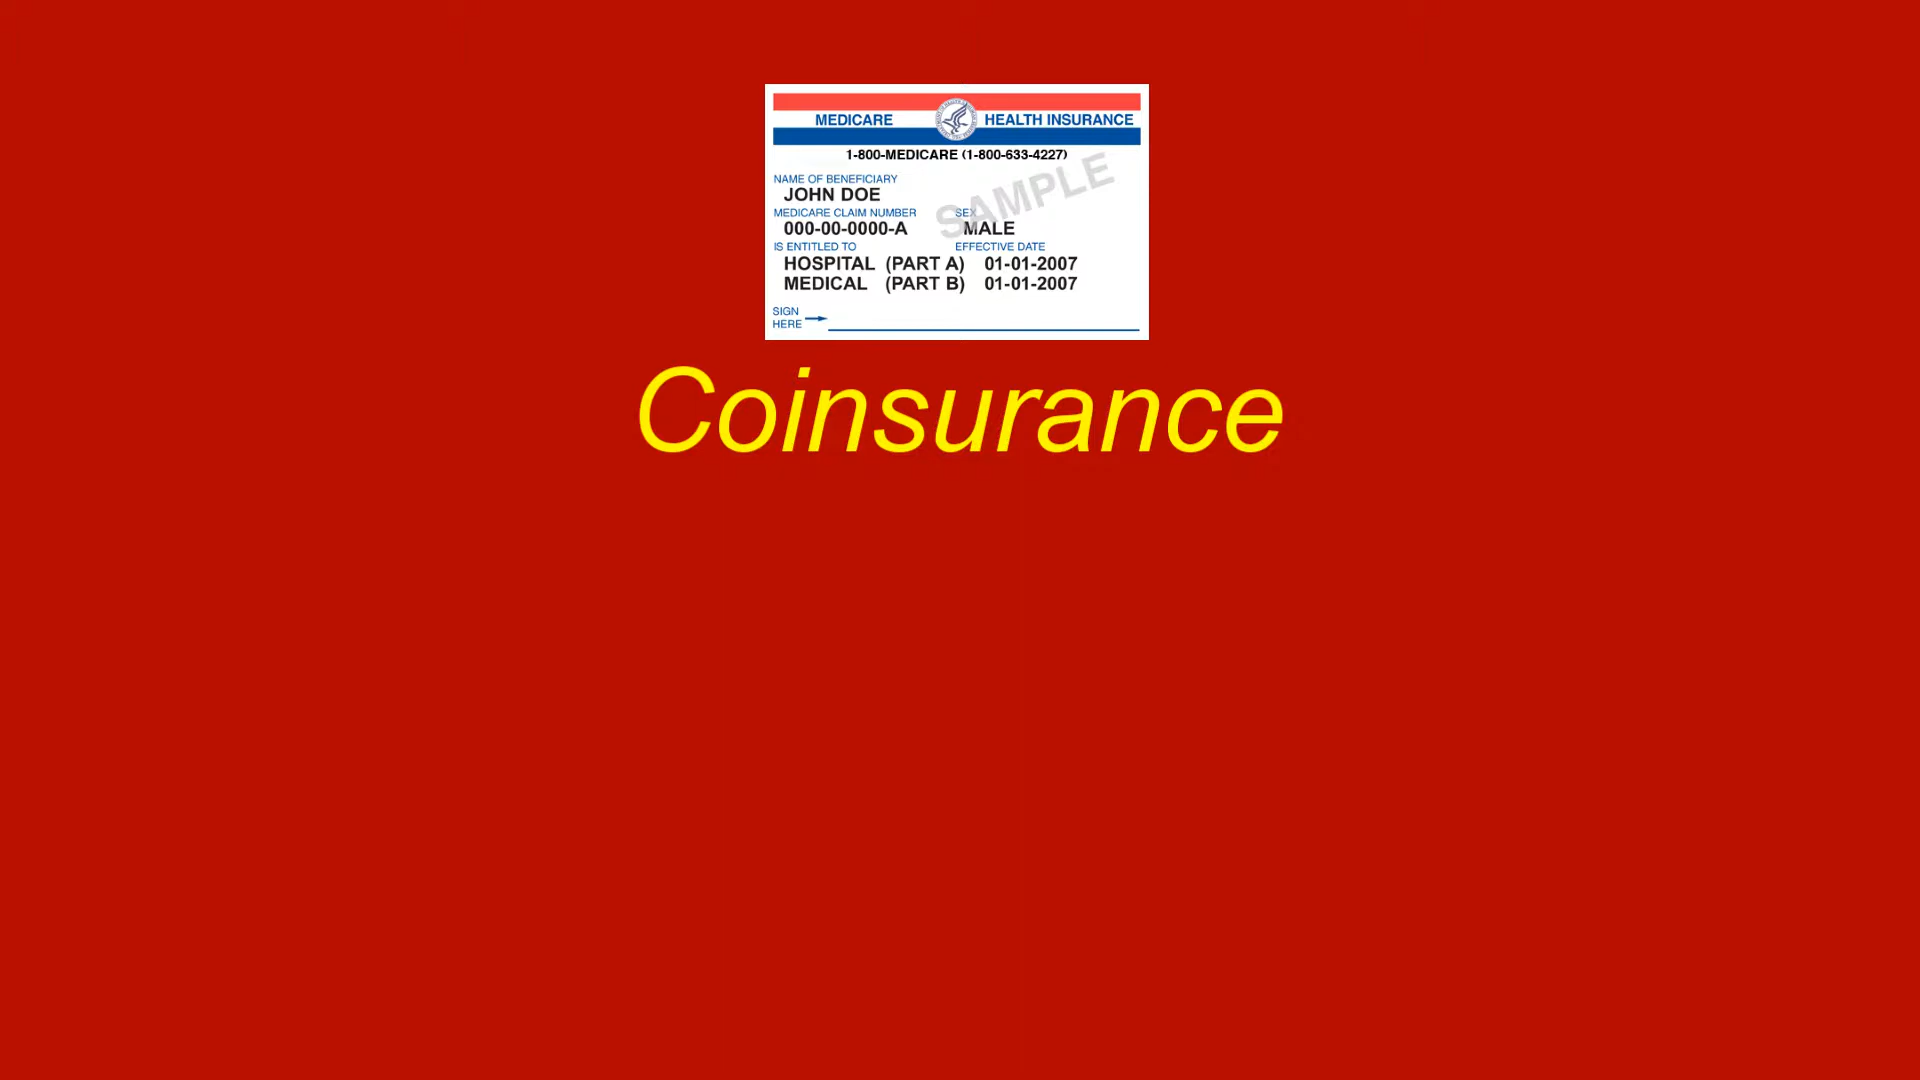 MEDICARE HEALTH INSURANCE
1-800-MEDICARE (1-800-633-4227)
SAMPLE
NAME OF BENEFICIARY
JOHN DOE
MEDICARE CLAIM NUMBER SEX
000-00-0000-A MALE
IS ENTITLED TO EFFECTIVE DATE
HOSPITAL (PART A) 01-01-2007
MEDICAL (PART B) 01-01-2007
SIGN
HERE
Coinsurance